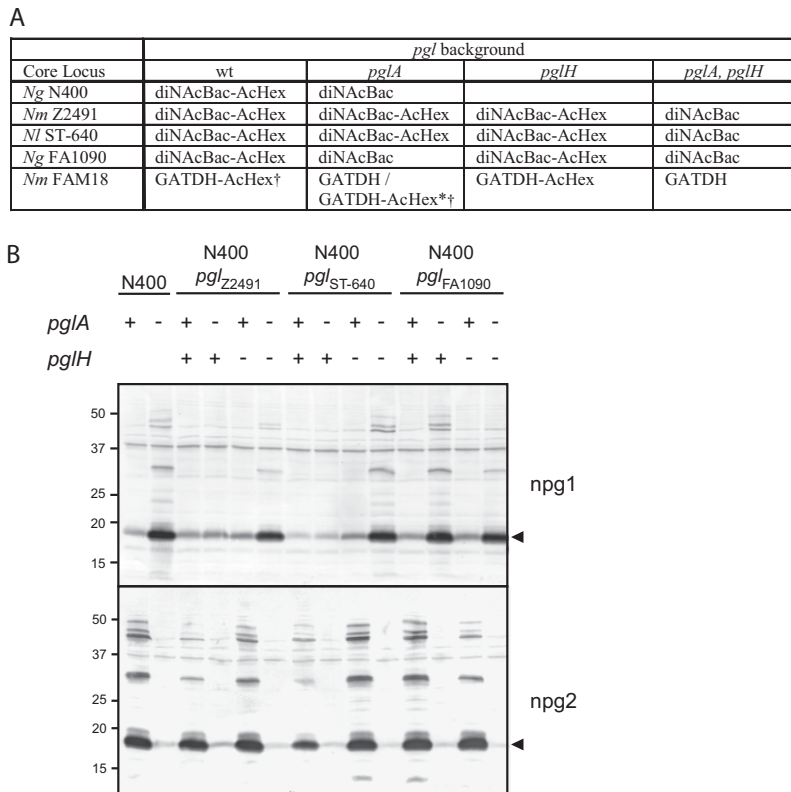 A
pgl background
Core Locus wt pglA pglH pglA, pglH
Ng N400 diNAcBac-AcHex diNAcBac
Nm Z2491 diNAcBac-AcHex diNAcBac-AcHex diNAcBac-AcHex diNAcBac
Nl ST-640 diNAcBac-AcHex diNAcBac-AcHex diNAcBac-AcHex diNAcBac
Ng FA1090 diNAcBac-AcHex diNAcBac diNAcBac-AcHex diNAcBac
Nm FAM18 GATDH-AcHex† GATDH / GATDH-AcHex GATDH
GATDH-AcHex*†
B
N400 N400 N400
N400 pglZ2491 pglST-640 pglFA1090
pglA + - + - + - + - + - + - + -
pglH + + - - + + - - + + - -
50
37
25
20
15
npg1
50
37
25
20
15
npg2